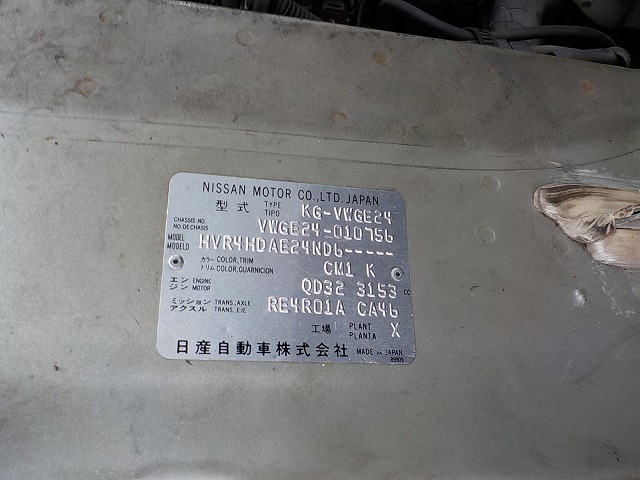 NISSAN MOTOR CO.,LTD. JAPAN
型式 TYPE TIPO KG-VWGE24
CHASSIS NO. NO.DE CHASIS VWGE24-010756
MODEL MODELO HVR4HDAE24ND6-----
カラー COLOR,TRIM
トリム COLOR,GUARNICION CM1 K
エン ENGINE
ジン MOTOR QD32 3153 CC
ミッション TRANS.,AXLE
アクスル TRANS.,EJE RE4R01A CA46
工場 PLANT PLANTA X
日産自動車株式会社 MADE IN JAPAN